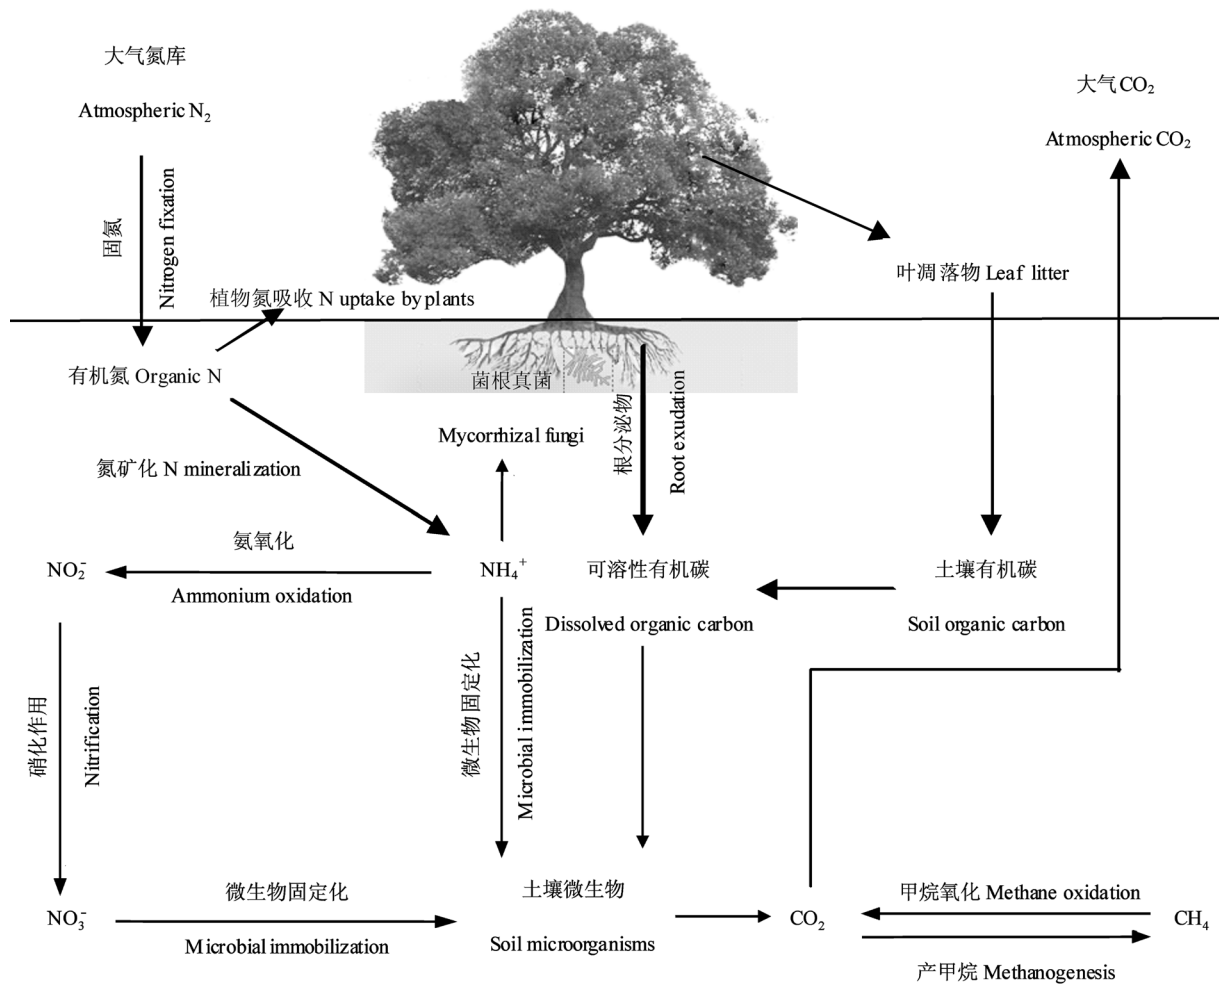 大气氮库
Atmospheric N₂
固氮
Nitrogen fixation
大气CO₂
Atmospheric CO₂
叶凋落物 Leaf litter
植物氮吸收 N uptake by plants
有机氮 Organic N
菌根真菌
Mycorrhizal fungi
根分泌物
Root exudation
氮矿化 N mineralization
氨氧化
Ammonium oxidation
NO₂⁻
NH₄⁺
可溶性有机碳
Dissolved organic carbon
土壤有机碳
Soil organic carbon
硝化作用
Nitrification
微生物固定化
Microbial immobilization
NO₃⁻
微生物固定化
Microbial immobilization
土壤微生物
Soil microorganisms
CO₂
甲烷氧化 Methane oxidation
CH₄
产甲烷 Methanogenesis